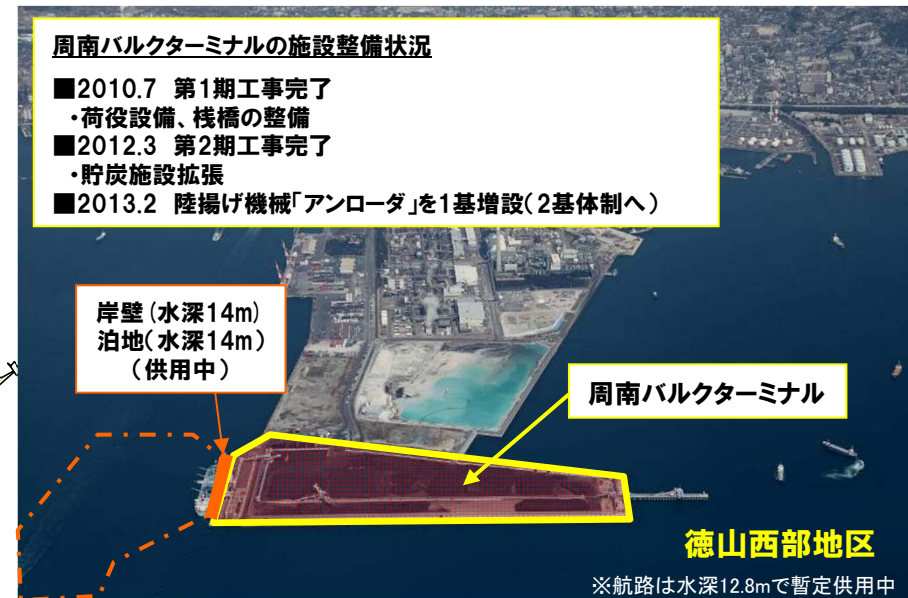 周南バルクターミナルの施設整備状況
■2010.7 第1期工事完了
・荷役設備、桟橋の整備
■2012.3 第2期工事完了
・貯炭施設拡張
■2013.2 陸揚げ機械「アンローダ」を1基増設(2基体制へ)
岸壁(水深14m)
泊地(水深14m)
(供用中)
周南バルクターミナル
徳山西部地区
※航路は水深12.8mで暫定供用中